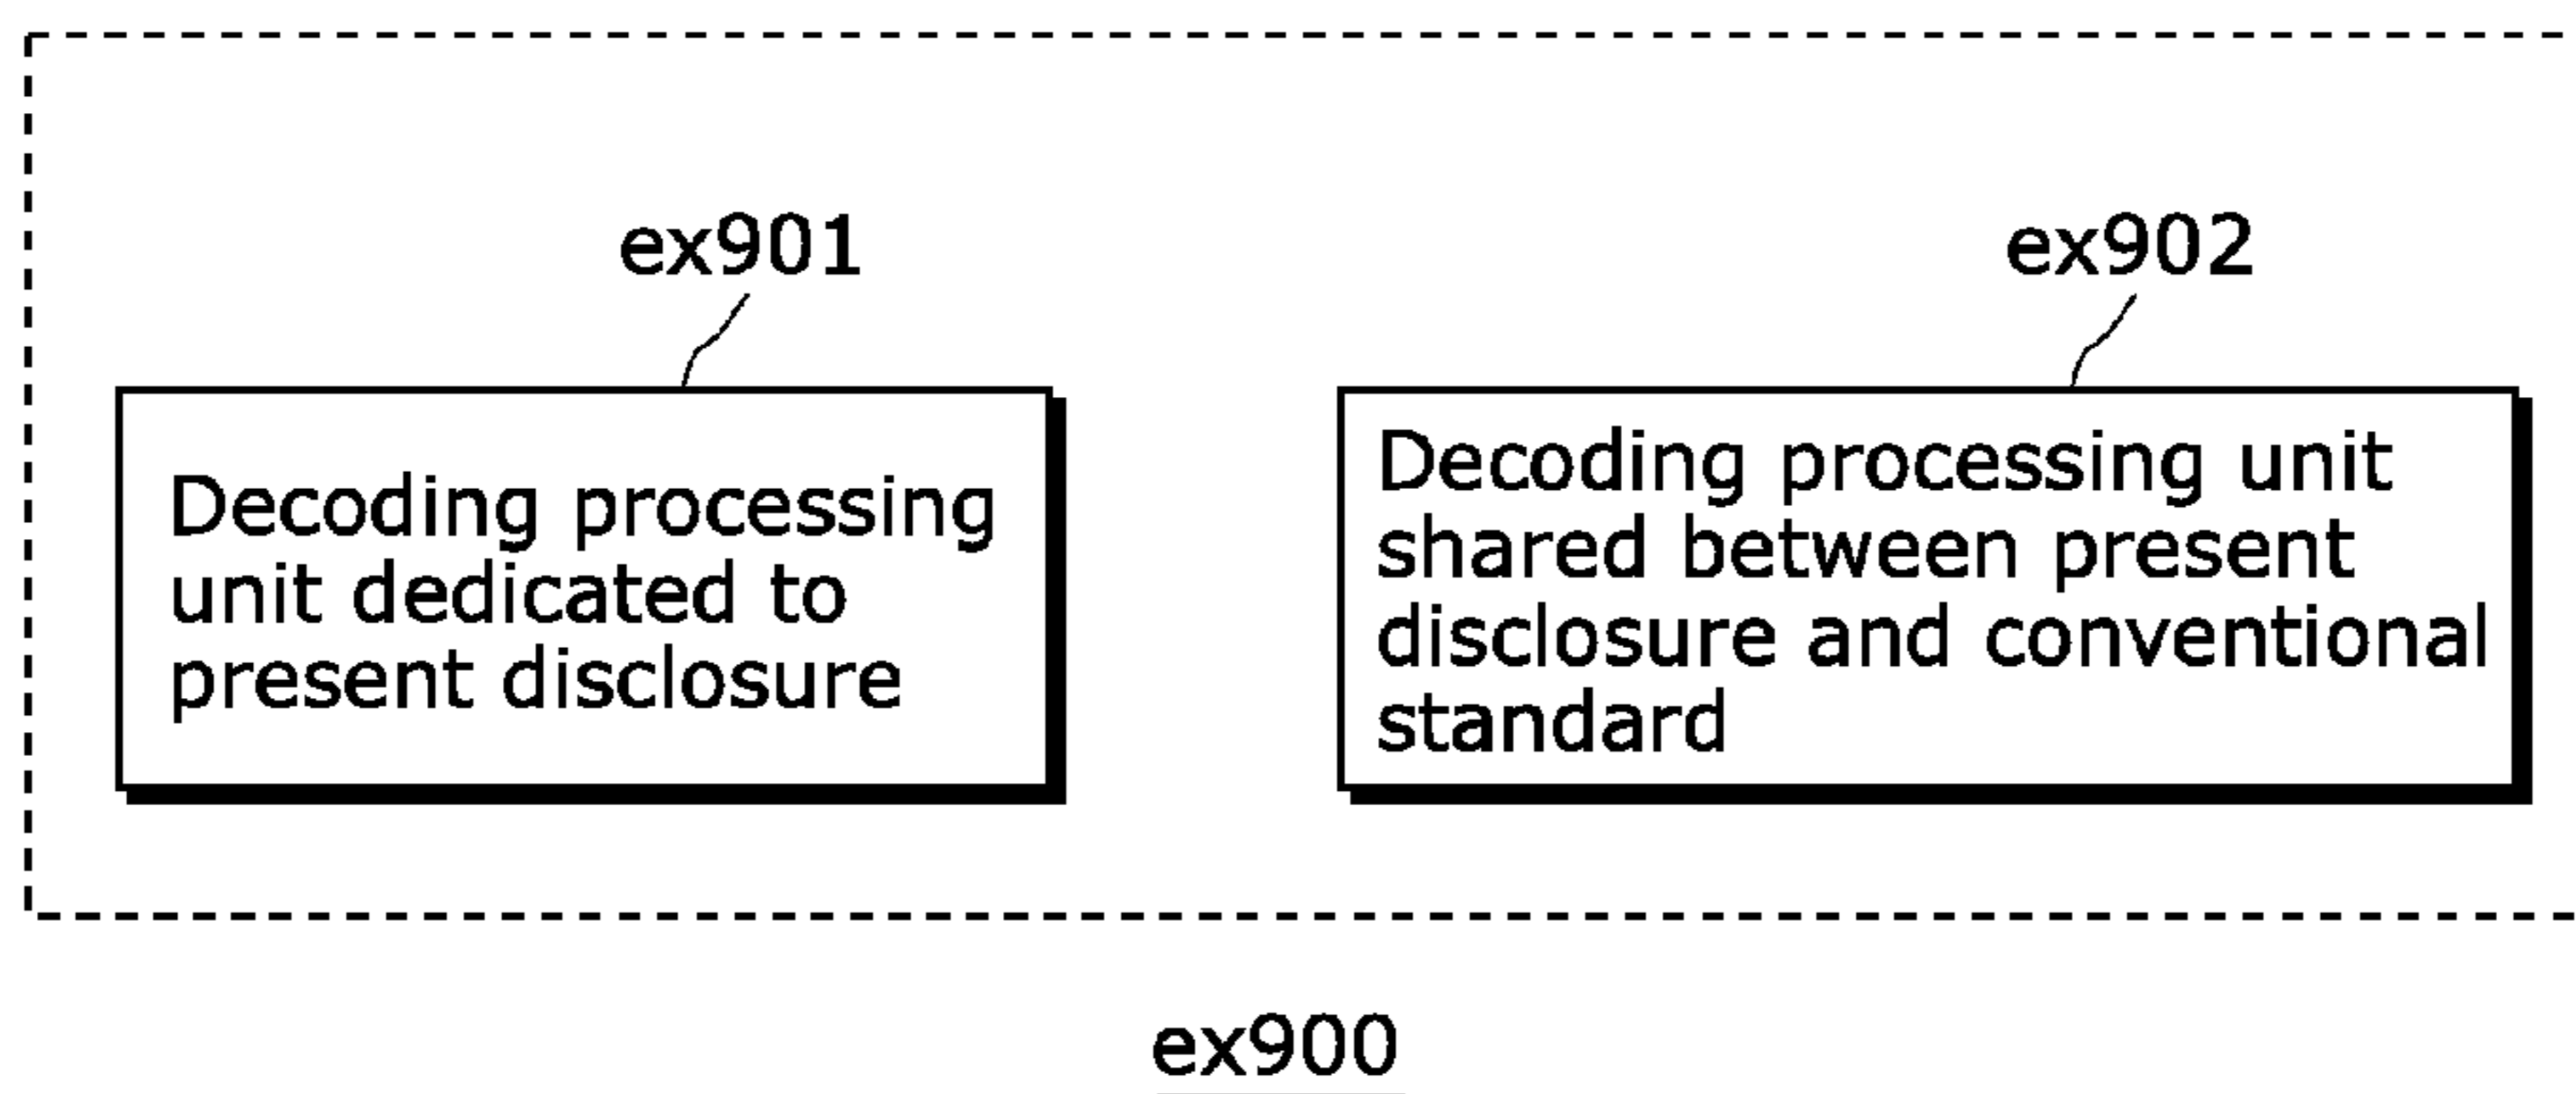 ex901
ex902
Decoding processing
unit dedicated to
present disclosure
Decoding processing unit
shared between present
disclosure and conventional
standard
ex900